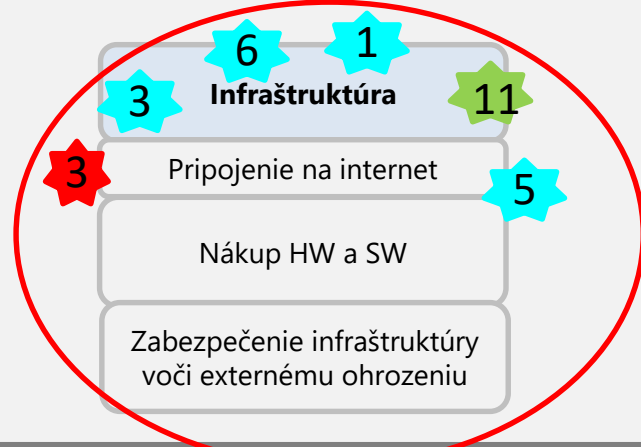 6
1
3
Infraštruktúra
11
3
Pripojenie na internet
5
Nákup HW a SW
Zabezpečenie infraštruktúry
voči externému ohrozeniu